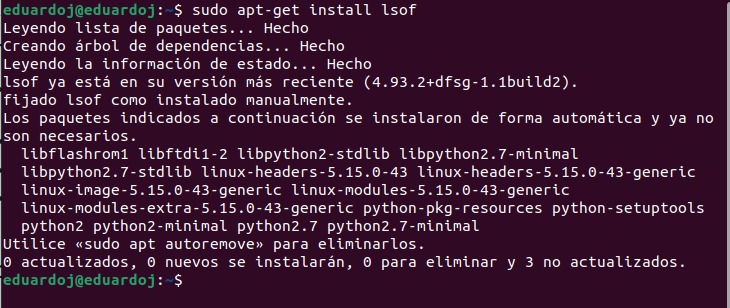 eduardoj@eduardoj:~$ sudo apt-get install lsof
Leyendo lista de paquetes... Hecho
Creando árbol de dependencias... Hecho
Leyendo la información de estado... Hecho
lsof ya está en su versión más reciente (4.93.2+dfsg-1.1build2).
fijado lsof como instalado manualmente.
Los paquetes indicados a continuación se instalaron de forma automática y ya no
son necesarios.
  libflashrom1 libftdi1-2 libpython2-stdlib libpython2.7-minimal
  libpython2.7-stdlib linux-headers-5.15.0-43 linux-headers-5.15.0-43-generic
  linux-image-5.15.0-43-generic linux-modules-5.15.0-43-generic
  linux-modules-extra-5.15.0-43-generic python-pkg-resources python-setuptools
  python2 python2-minimal python2.7 python2.7-minimal
Utilice «sudo apt autoremove» para eliminarlos.
0 actualizados, 0 nuevos se instalarán, 0 para eliminar y 3 no actualizados.
eduardoj@eduardoj:~$